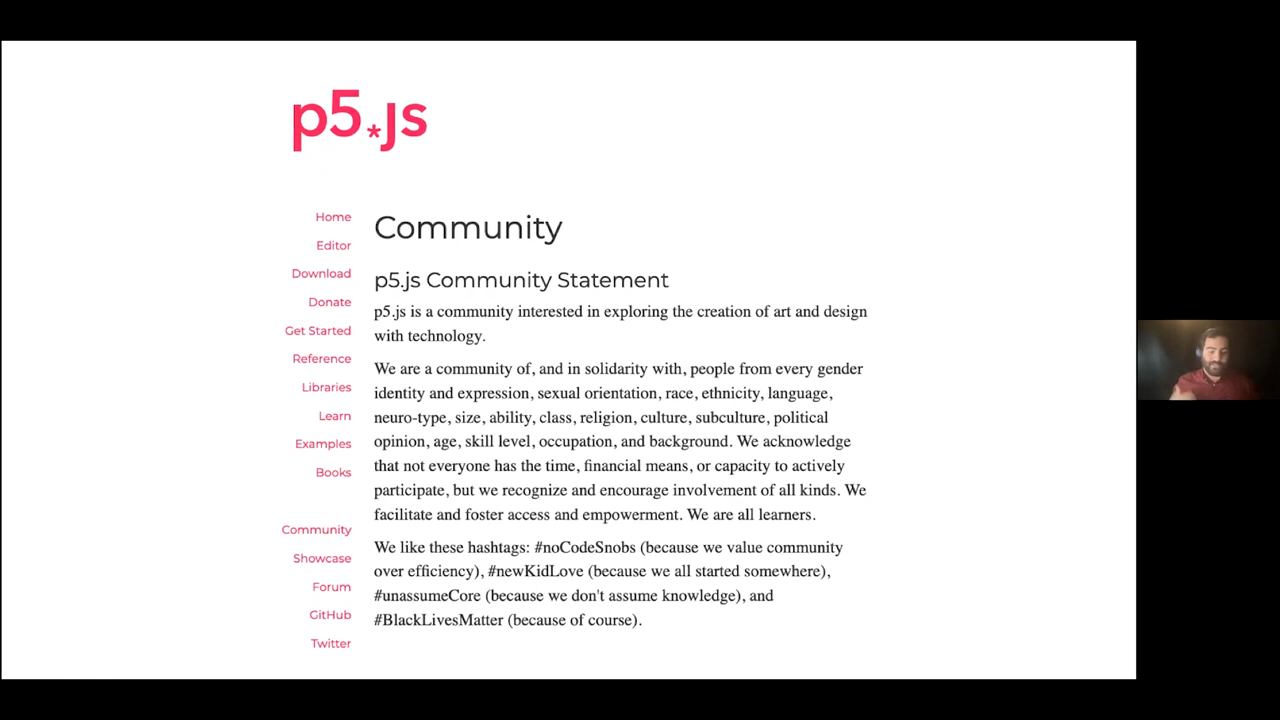 p5.js
Home
Editor
Download
Donate
Get Started
Reference
Libraries
Learn
Examples
Books
Community
Showcase
Forum
GitHub
Twitter
Community
p5.js Community Statement
p5.js is a community interested in exploring the creation of art and design
with technology.
We are a community of, and in solidarity with, people from every gender
identity and expression, sexual orientation, race, ethnicity, language,
neuro-type, size, ability, class, religion, culture, subculture, political
opinion, age, skill level, occupation, and background. We acknowledge
that not everyone has the time, financial means, or capacity to actively
participate, but we recognize and encourage involvement of all kinds. We
facilitate and foster access and empowerment. We are all learners.
We like these hashtags: #noCodeSnobs (because we value community
over efficiency), #newKidLove (because we all started somewhere),
#unassumeCore (because we don't assume knowledge), and
#BlackLivesMatter (because of course).